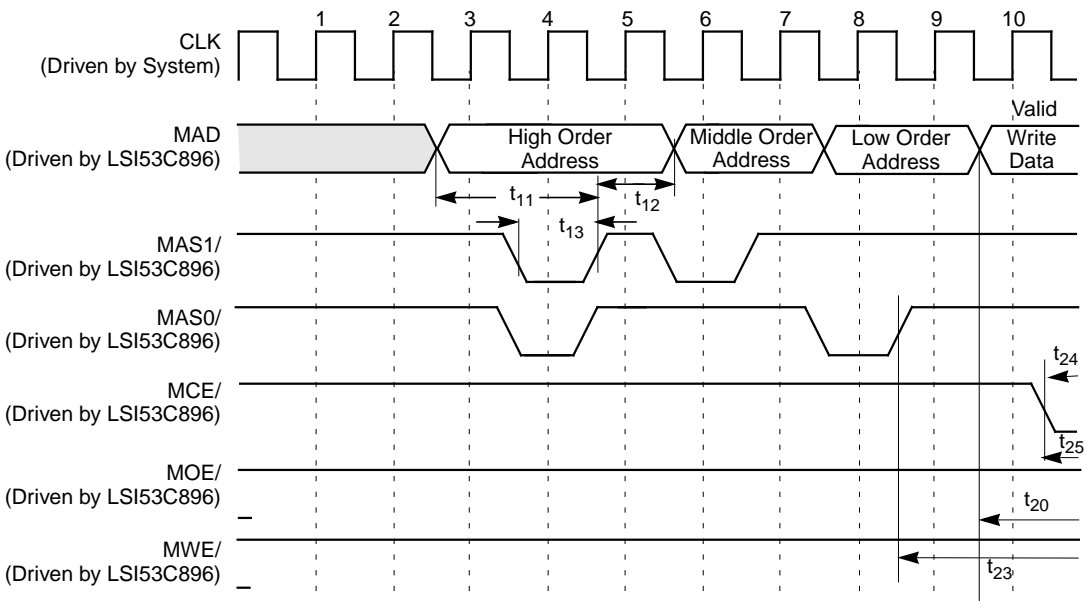 1 2 3 4 5 6 7 8 9 10
CLK
(Driven by System)
Valid
MAD
(Driven by LSI53C896)
High Order
Address
Middle Order
Address
Low Order
Address
Write
Data
t11
t12
t13
MAS1/
(Driven by LSI53C896)
MAS0/
(Driven by LSI53C896)
t24
MCE/
(Driven by LSI53C896)
t25
MOE/
(Driven by LSI53C896)
t20
MWE/
(Driven by LSI53C896)
t23